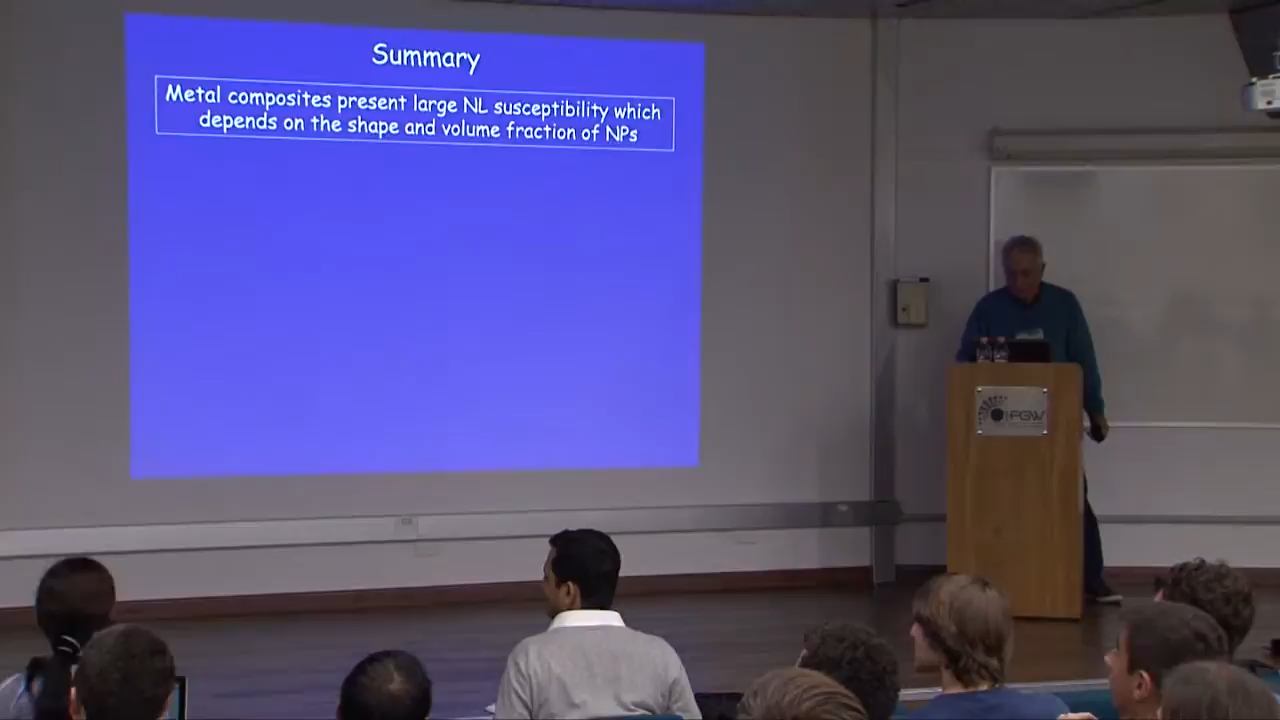 Summary
Metal composites present large NL susceptibility which
depends on the shape and volume fraction of NPs
IFGW